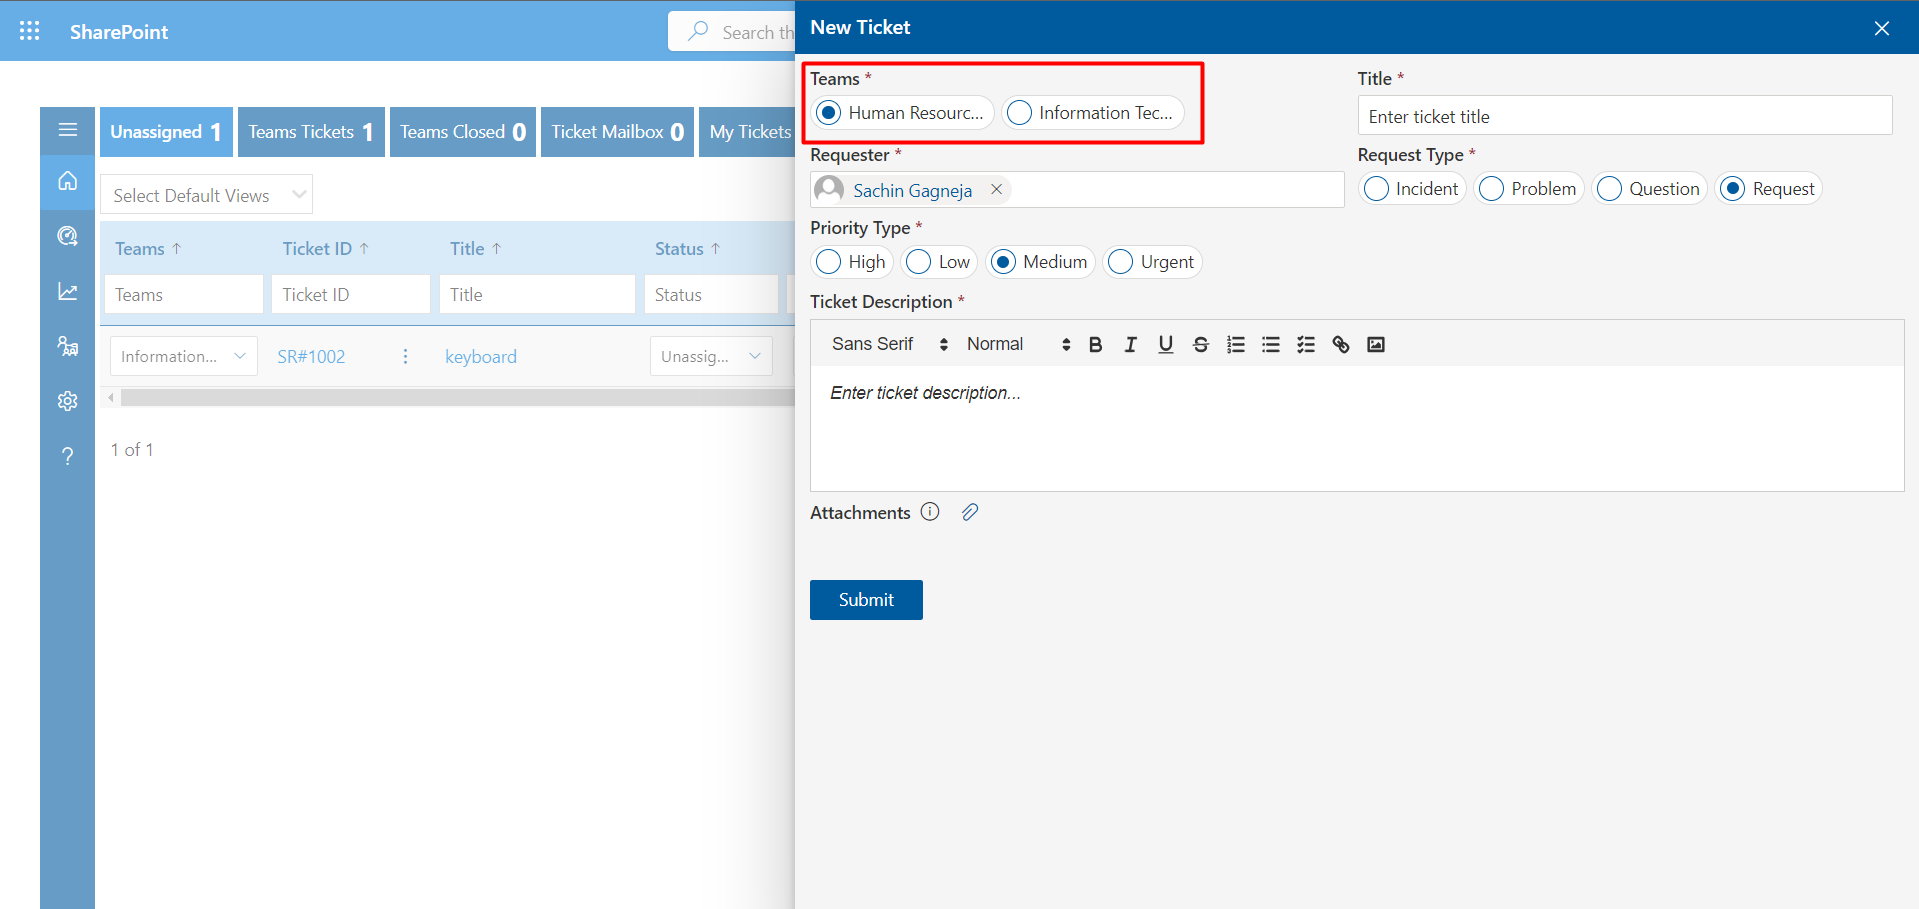 SharePoint
Search th
New Ticket
Teams *
Human Resourc...
Information Tec...
Title *
Enter ticket title
Unassigned 1
Teams Tickets 1
Teams Closed 0
Ticket Mailbox 0
My Tickets
Requester *
Sachin Gagneja
Request Type *
Incident
Problem
Question
Request
Select Default Views
Priority Type *
High
Low
Medium
Urgent
Teams ↑
Ticket ID ↑
Title ↑
Status ↑
Teams
Ticket ID
Title
Status
Ticket Description *
Sans Serif
Normal
B I U S
Information...
SR#1002
keyboard
Unassig...
Enter ticket description...
1 of 1
Attachments
Submit